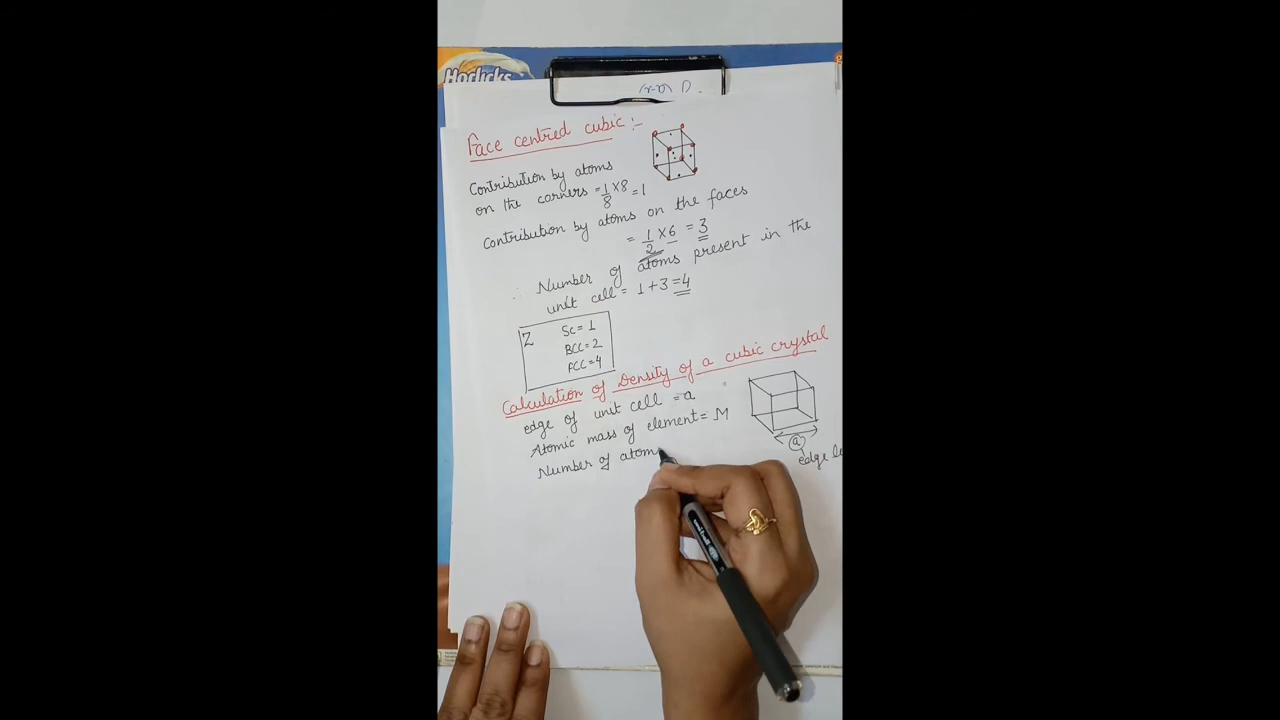 Horlicks
(r-r) D.
Face centred cubic :-
Contribution by atoms
on the corners = 1/8 × 8 = 1
Contribution by atoms on the faces
= 1/2 × 6 = 3
∴ Number of atoms present in the
unit cell = 1 + 3 = 4
Z
SC = 1
BCC = 2
FCC = 4
Calculation of Density of a cubic crystal
edge of unit cell = a
Atomic mass of element = M
Number of atom
a
edge le